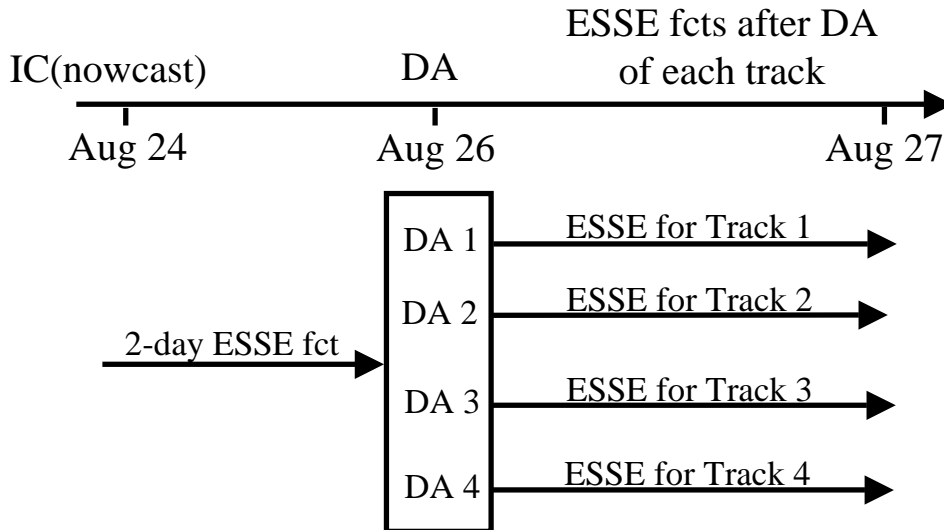 ESSE fcts after DA
IC(nowcast) DA of each track
Aug 24 Aug 26 Aug 27
DA 1 ESSE for Track 1
DA 2 ESSE for Track 2
2-day ESSE fct
DA 3 ESSE for Track 3
DA 4 ESSE for Track 4